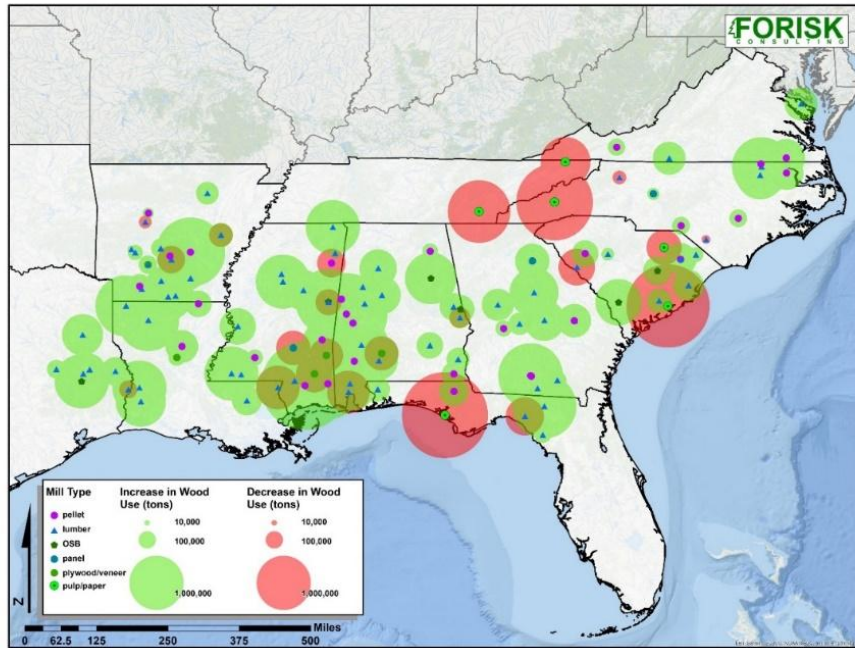 FORISK
CONSULTING
Mill Type
pellet
lumber
OSB
panel
plywood/veneer
pulp/paper
Increase in Wood
Use (tons)
10,000
100,000
1,000,000
Decrease in Wood
Use (tons)
10,000
100,000
1,000,000
N
Miles
0 62.5 125 250 375 500